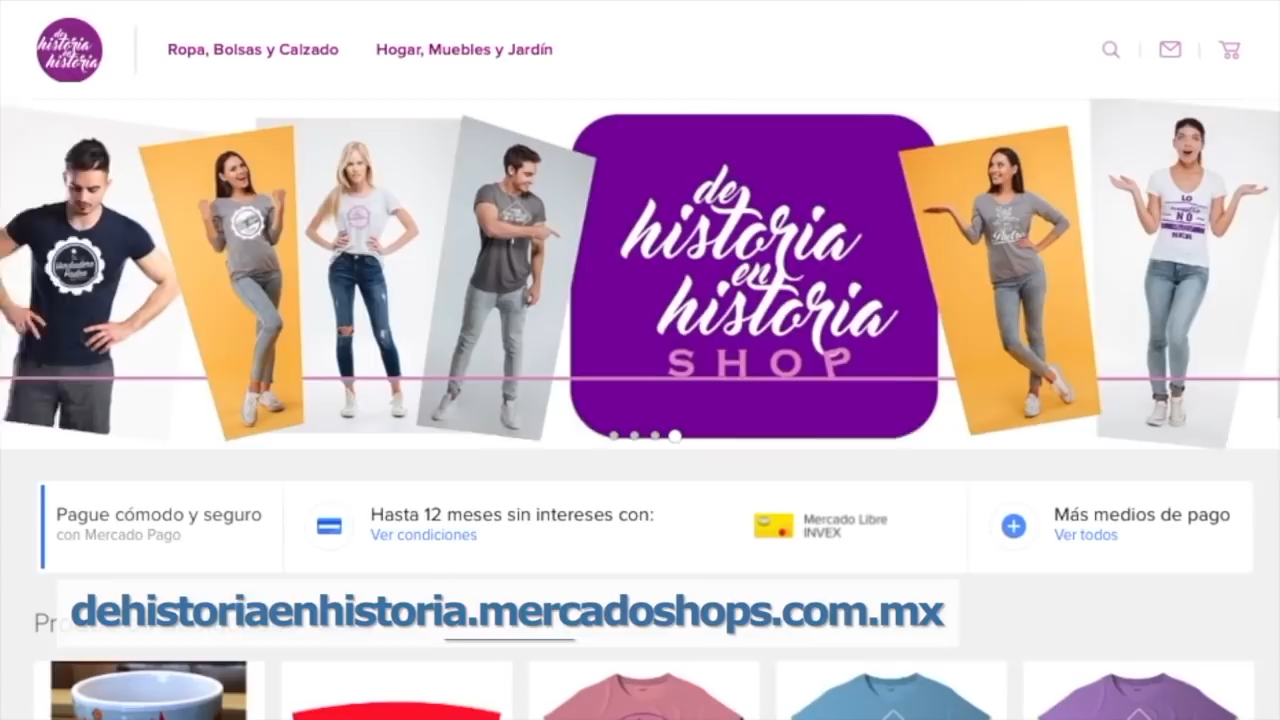 de
historia
en
historia
Ropa, Bolsas y Calzado
Hogar, Muebles y Jardín
de
historia
en
historia
SHOP
LO
NO
Pague cómodo y seguro
con Mercado Pago
Hasta 12 meses sin intereses con:
Ver condiciones
Mercado Libre
INVEX
Más medios de pago
Ver todos
dehistoriaenhistoria.mercadoshops.com.mx